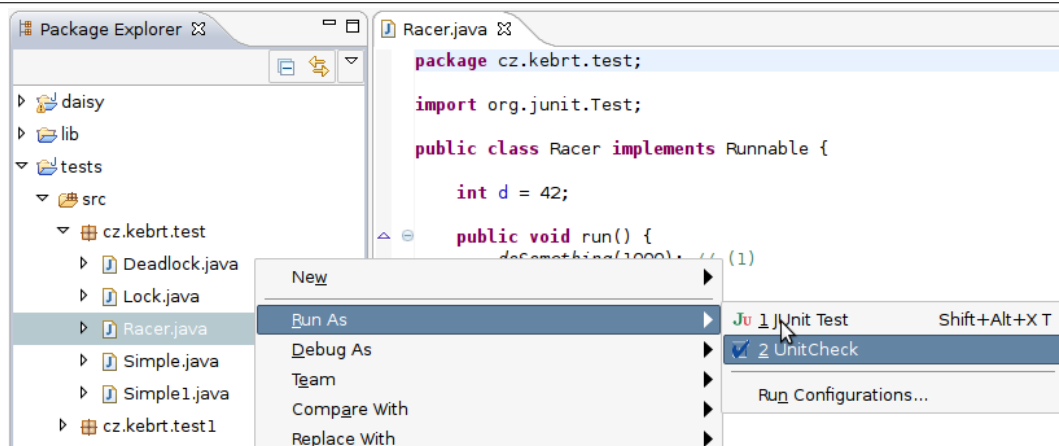 Package Explorer
Racer.java
package cz.kebrt.test;
daisy
import org.junit.Test;
lib
public class Racer implements Runnable {
tests
int d = 42;
src
cz.kebrt.test
public void run() {
Deadlock.java
doSomething(1000); // (1)
New
Lock.java
Racer.java
Run As
Ju 1 JUnit Test Shift+Alt+X T
2 UnitCheck
Simple.java
Debug As
Team
Simple1.java
Run Configurations...
Compare With
cz.kebrt.test1
Replace With